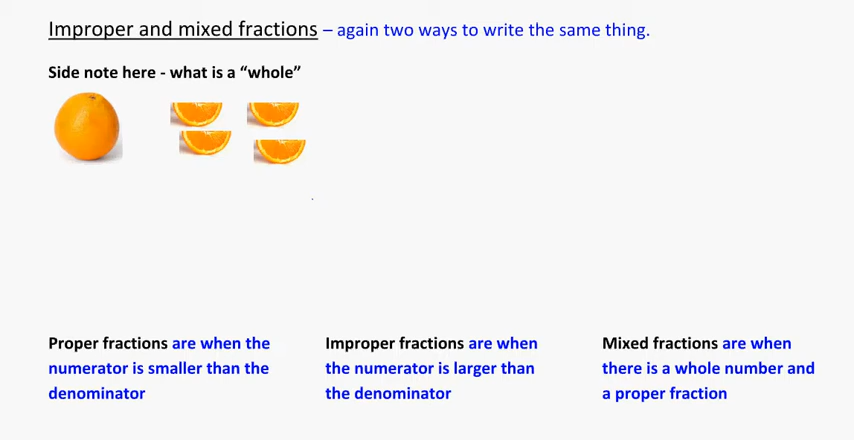 Improper and mixed fractions – again two ways to write the same thing.
Side note here - what is a “whole”
Proper fractions are when the
numerator is smaller than the
denominator
Improper fractions are when
the numerator is larger than
the denominator
Mixed fractions are when
there is a whole number and
a proper fraction